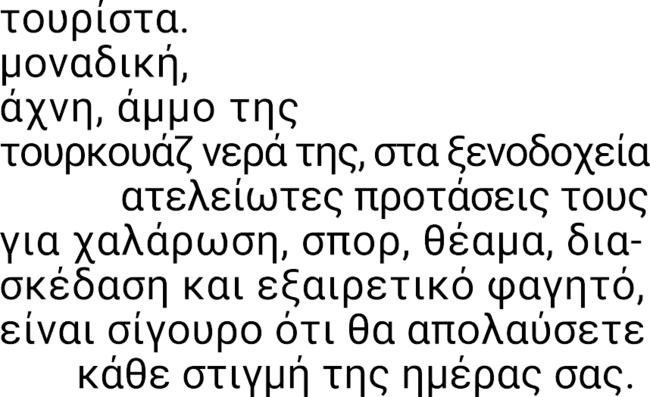 τουρίστα.
μοναδική,
άχνη, άμμο της
τουρκουάζ νερά της, στα ξενοδοχεία
ατελείωτες προτάσεις τους
για χαλάρωση, σπορ, θέαμα, δια-
σκέδαση και εξαιρετικό φαγητό,
είναι σίγουρο ότι θα απολαύσετε
κάθε στιγμή της ημέρας σας.